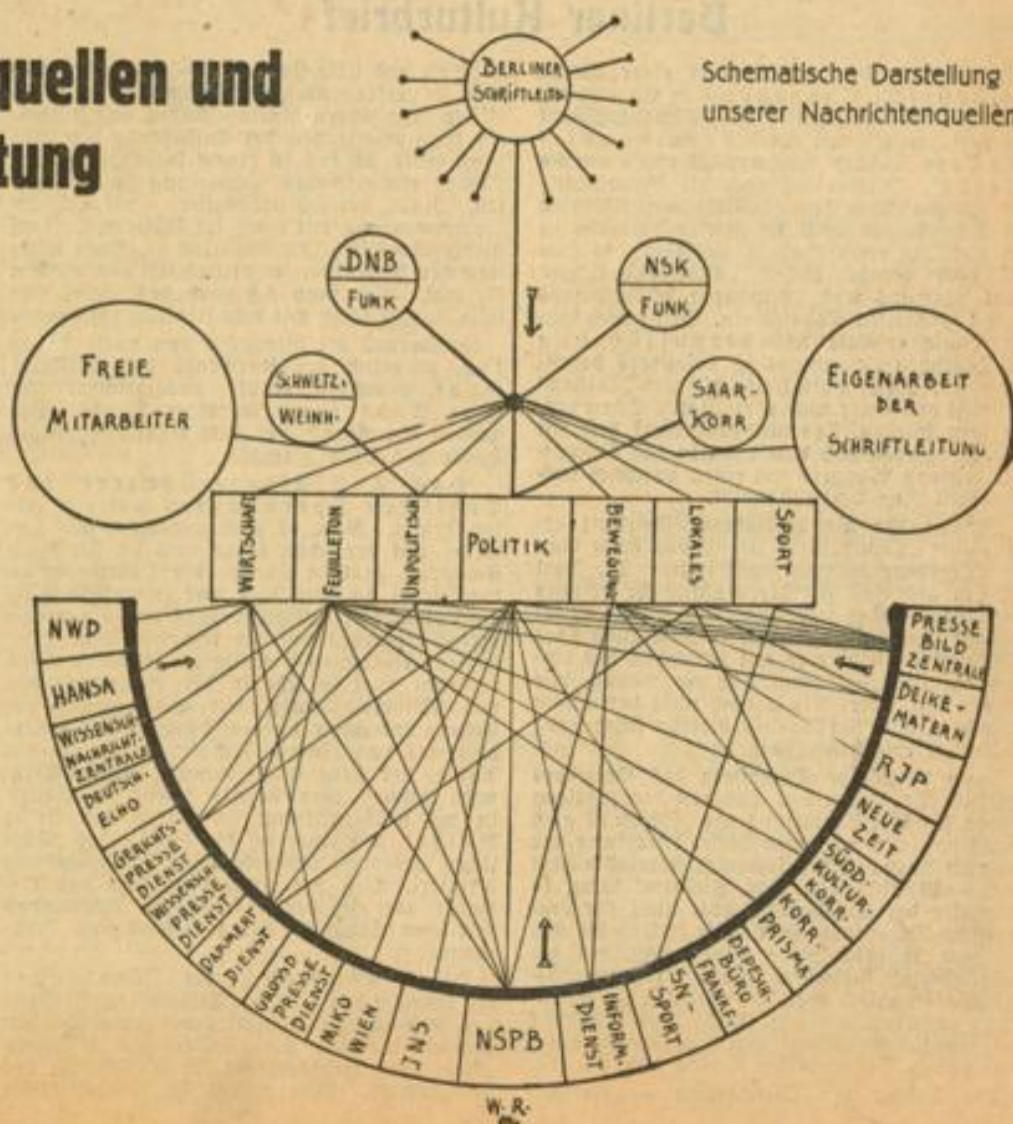 quellen und
tung
Schematische Darstellung
unserer Nachrichtenquellen
BERLINER
SCHRIFTLEITG
DNB
FUNK
NSK
FUNK
FREIE
MITARBEITER
SCHWETZ.
WEINH-
SAAR-
KORR
EIGENARBEIT
DER
SCHRIFTLEITUNG
WIRTSCHAFT
FEUILLETON
UNPOLITISCH
POLITIK
BEWEGUNG
LOKALES
SPORT
NWD
HANSA
WISSENSCH.
NACHRICHT-
ZENTRALE
DEUTSCH.
ECHO
GERICHTS-
PRESSE
DIENST
WISSENSCH
PRESSE
DIENST
DAMMERT
DIENST
GROSSD
PRESSE
DIENST
MIKO
WIEN
JNS
NSPB
INFORM.
DIENST
SN-
SPORT
DEPESCH-
BÜRO
FRANKF.
KORR-
PRISMA
SÜDD-
KULTUR-
KORR-
NEUE
ZEIT
RJP
DEIKE-
MATERN
PRESSE
BILD
ZENTRALE
W.R.